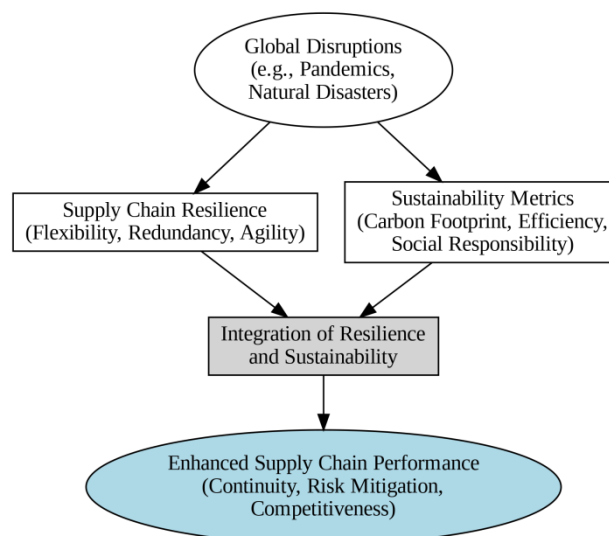 Global Disruptions
(e.g., Pandemics,
Natural Disasters)
Supply Chain Resilience
(Flexibility, Redundancy, Agility)
Sustainability Metrics
(Carbon Footprint, Efficiency,
Social Responsibility)
Integration of Resilience
and Sustainability
Enhanced Supply Chain Performance
(Continuity, Risk Mitigation,
Competitiveness)